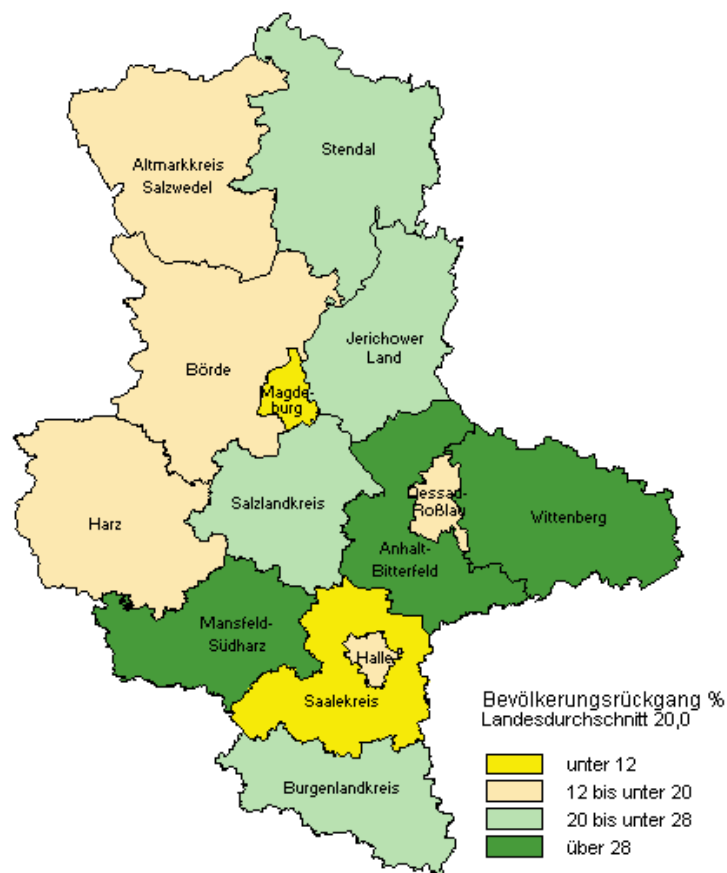 Stendal
Altmarkkreis
Salzwedel
Jerichower
Land
Börde
Magde-
burg
Salzlandkreis
Dessau-
Roßlau
Wittenberg
Harz
Anhalt-
Bitterfeld
Mansfeld-
Südharz
Halle
Saalekreis
Burgenlandkreis
Bevölkerungsrückgang %
Landesdurchschnitt 20,0
unter 12
12 bis unter 20
20 bis unter 28
über 28